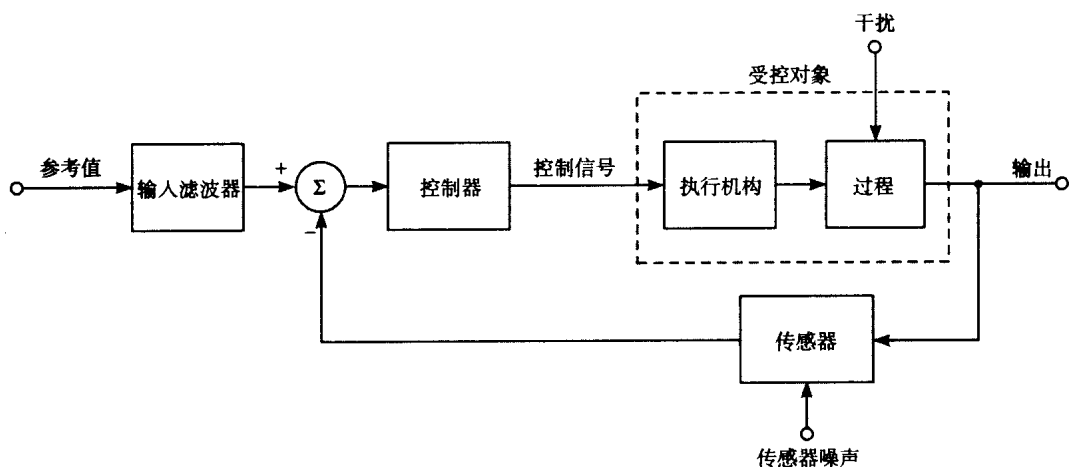 干扰
受控对象
参考值
输入滤波器
+
Σ
−
控制器
控制信号
执行机构
过程
输出
传感器
传感器噪声